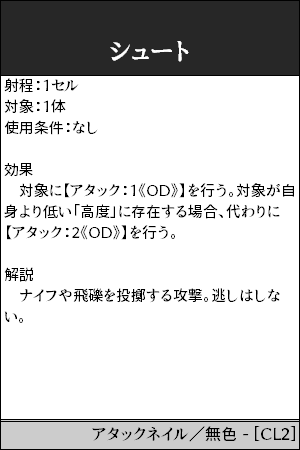 シュート
射程：1セル
対象：1体
使用条件：なし
効果
　対象に【アタック：1《OD》】を行う。対象が自
身より低い「高度」に存在する場合、代わりに
【アタック：2《OD》】を行う。
解説
　ナイフや飛礫を投擲する攻撃。逃しはしな
い。
アタックネイル／無色 - [CL2]